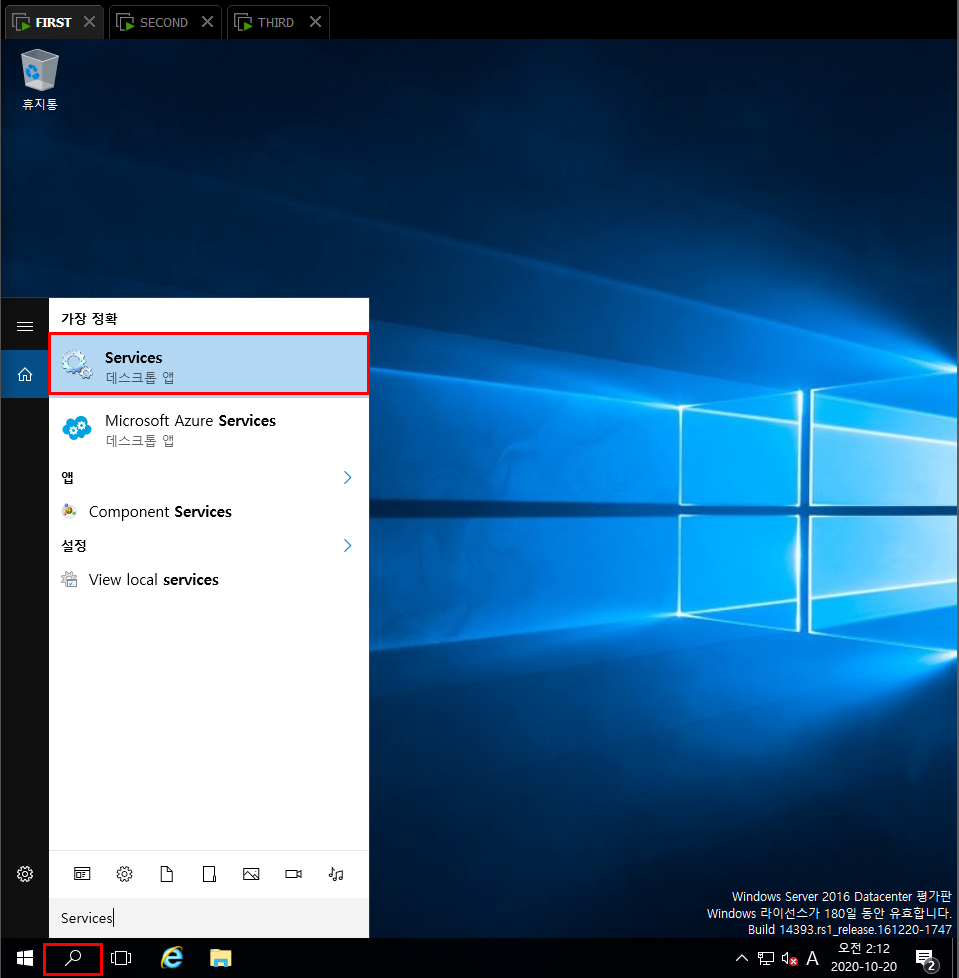 FIRST
SECOND
THIRD
휴지통
가장 정확
Services
데스크톱 앱
Microsoft Azure Services
데스크톱 앱
앱
Component Services
설정
View local services
Services
Windows Server 2016 Datacenter 평가판
Windows 라이선스가 180일 동안 유효합니다.
Build 14393.rs1_release.161220-1747
A
오전 2:12
2020-10-20
2